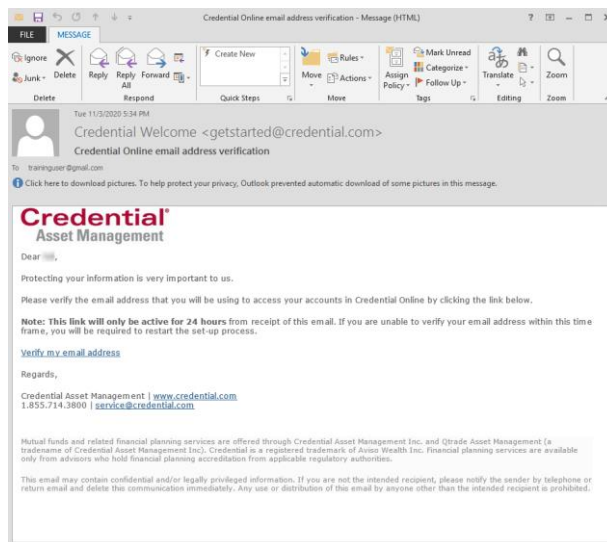 Credential Online email address verification - Message (HTML)
FILE MESSAGE
Ignore
Junk
Delete
Reply
Reply All
Forward
Create New
Move
Rules
Actions
Assign Policy
Mark Unread
Categorize
Follow Up
Translate
Zoom
Delete Respond Quick Steps Move Tags Editing Zoom
Tue 11/3/2020 5:34 PM
Credential Welcome <getstarted@credential.com>
Credential Online email address verification
To traininguser@gmail.com
Click here to download pictures. To help protect your privacy, Outlook prevented automatic download of some pictures in this message.
Credential®
Asset Management
Dear ,
Protecting your information is very important to us.
Please verify the email address that you will be using to access your accounts in Credential Online by clicking the link below.
Note: This link will only be active for 24 hours from receipt of this email. If you are unable to verify your email address within this time
frame, you will be required to restart the set-up process.
Verify my email address
Regards,
Credential Asset Management | www.credential.com
1.855.714.3800 | service@credential.com
Mutual funds and related financial planning services are offered through Credential Asset Management Inc. and Qtrade Asset Management (a
tradename of Credential Asset Management Inc). Credential is a registered trademark of Aviso Wealth Inc. Financial planning services are available
only from advisors who hold financial planning accreditation from applicable regulatory authorities.
This email may contain confidential and/or legally privileged information. If you are not the intended recipient, please notify the sender by telephone or
return email and delete this communication immediately. Any use or distribution of this email by anyone other than the intended recipient is prohibited.